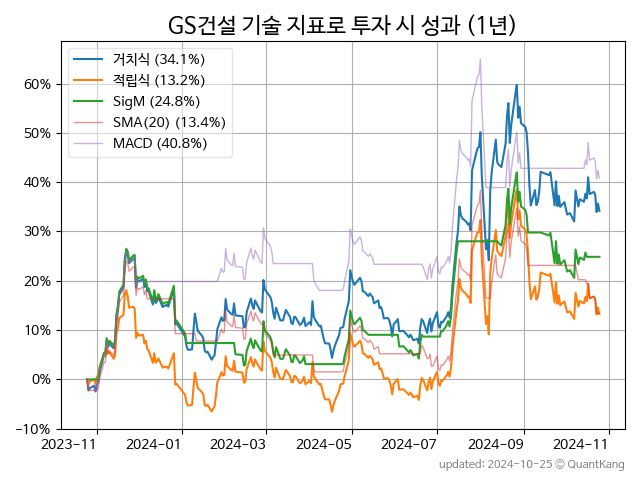 GS건설 기술 지표로 투자 시 성과 (1년)
거치식 (34.1%)
적립식 (13.2%)
SigM (24.8%)
SMA(20) (13.4%)
MACD (40.8%)
60%
50%
40%
30%
20%
10%
0%
−10%
2023-11 2024-01 2024-03 2024-05 2024-07 2024-09 2024-11
updated: 2024-10-25 © QuantKang